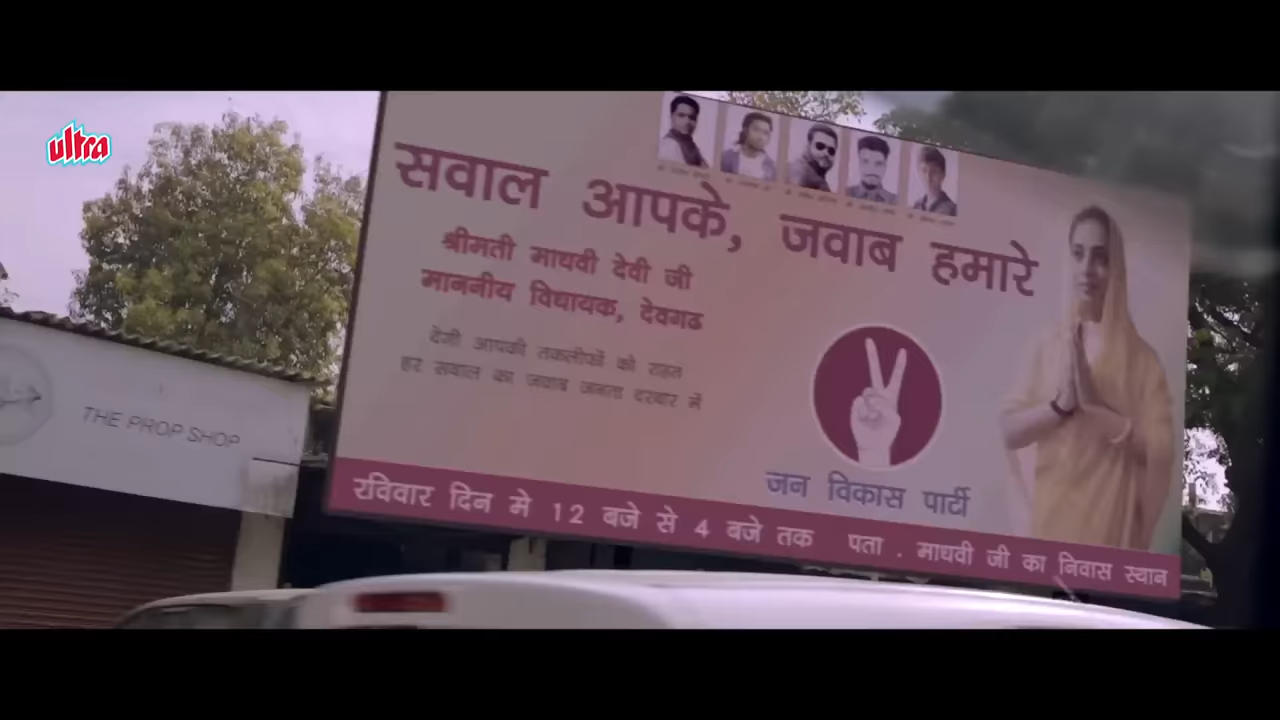 ultra
सवाल आपके, जवाब हमारे
श्रीमती माधवी देवी जी
माननीय विधायक, देवगढ
देगी आपकी तकलीफों को राहत
हर सवाल का जवाब जनता दरबार में
जन विकास पार्टी
रविवार दिन मे 12 बजे से 4 बजे तक पता . माधवी जी का निवास स्थान
THE PROP SHOP